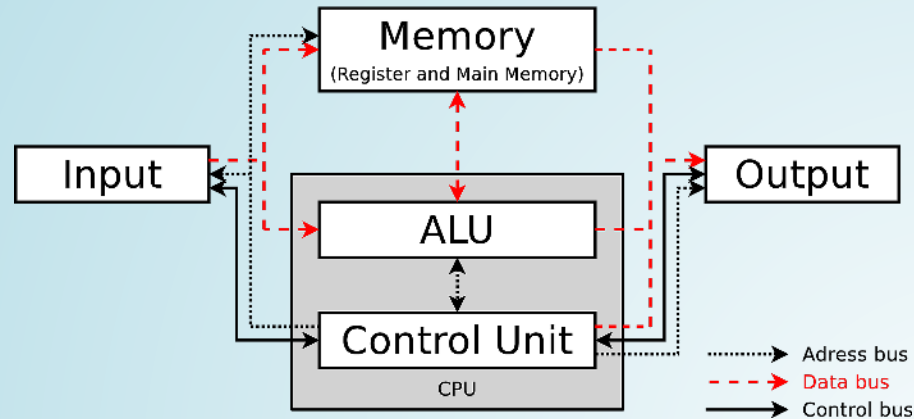 Memory
(Register and Main Memory)
Input
Output
ALU
Control Unit
CPU
Adress bus
Data bus
Control bus